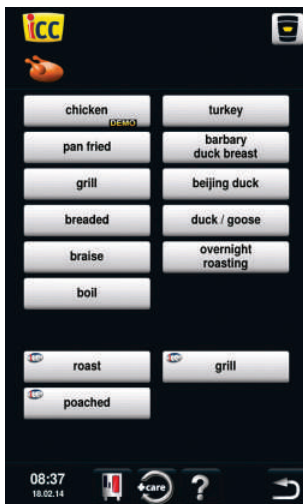 icc
chicken
DEMO
turkey
pan fried
barbary
duck breast
grill
beijing duck
breaded
duck / goose
braise
overnight
roasting
boil
roast
grill
poached
08:37
18.02.14
care
?